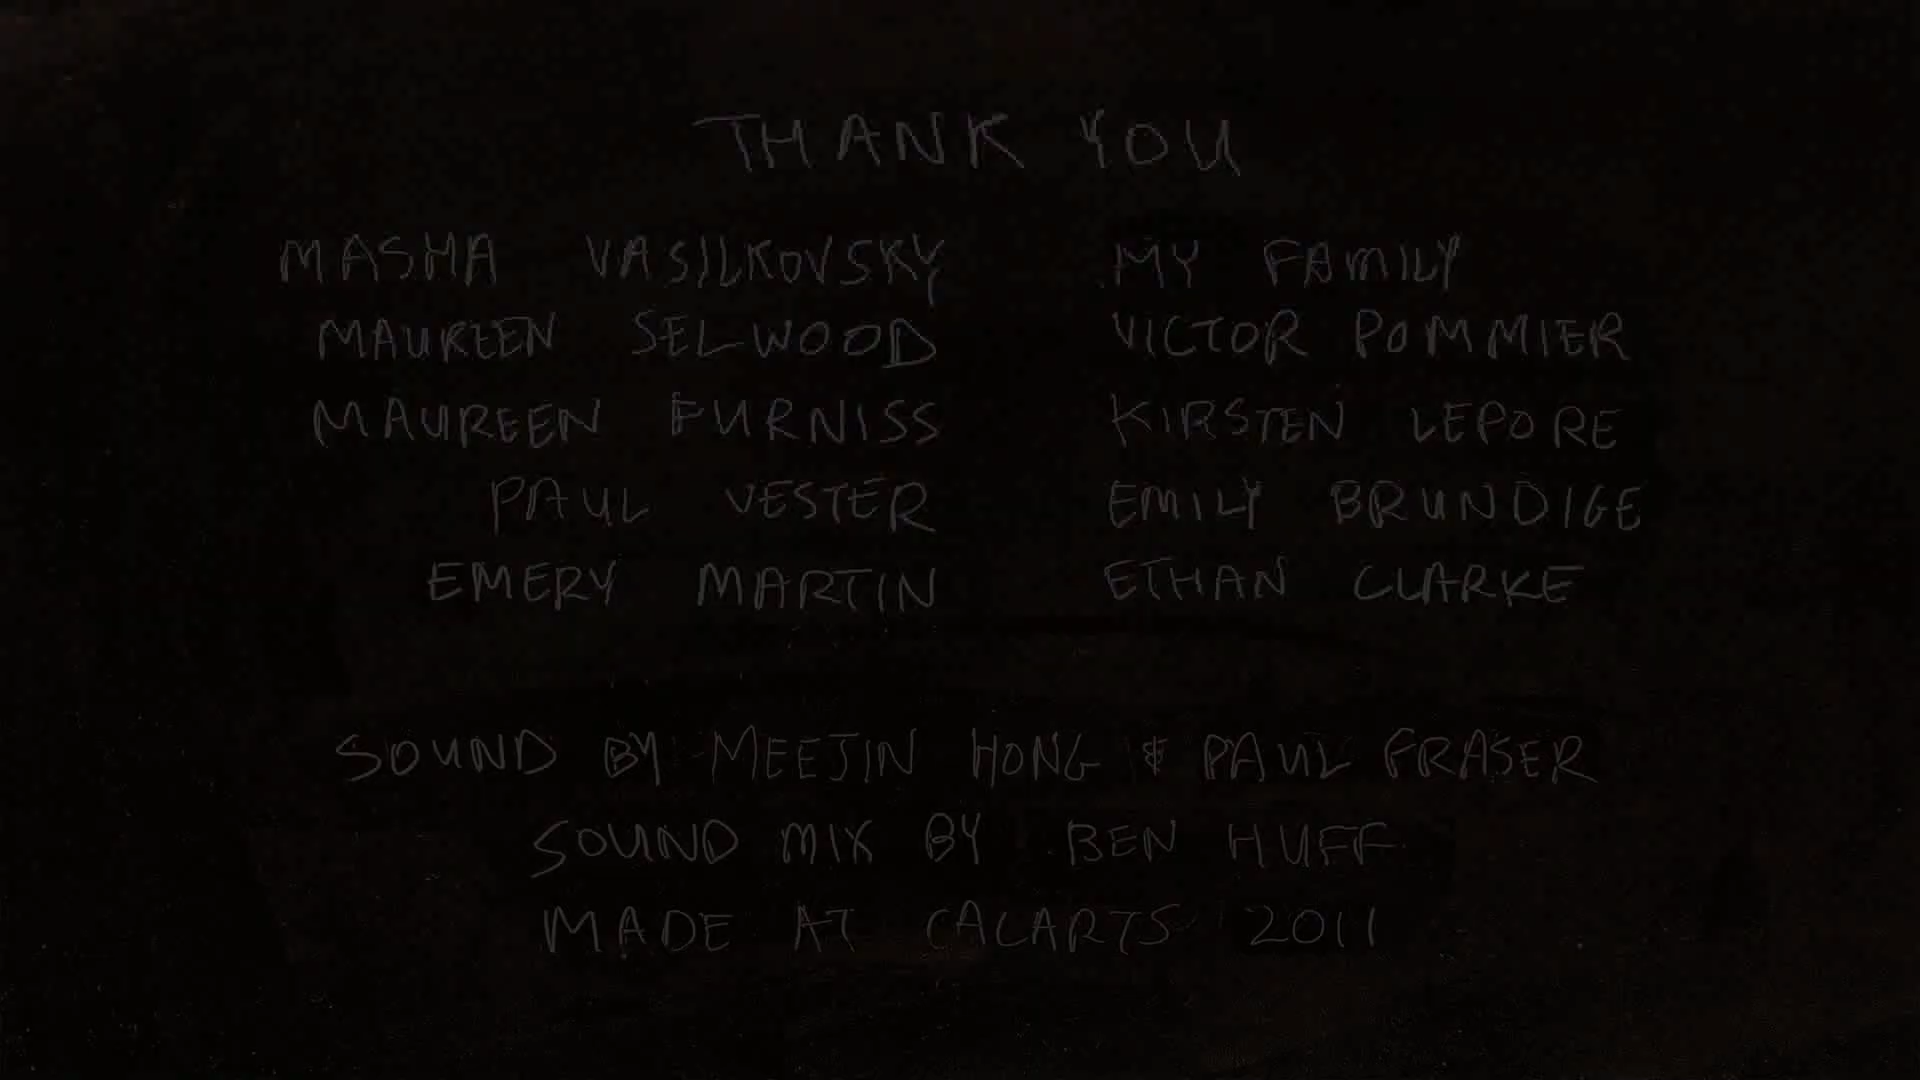 THANK YOU
MASHA VASILKOVSKY
MAUREEN SELWOOD
MAUREEN FURNISS
PAUL VESTER
EMERY MARTIN
MY FAMILY
VICTOR POMMIER
KIRSTEN LEPORE
EMILY BRUNDIGE
ETHAN CLARKE
SOUND BY MEEJIN HONG & PAUL FRASER
SOUND MIX BY BEN HUFF
MADE AT CALARTS 2011